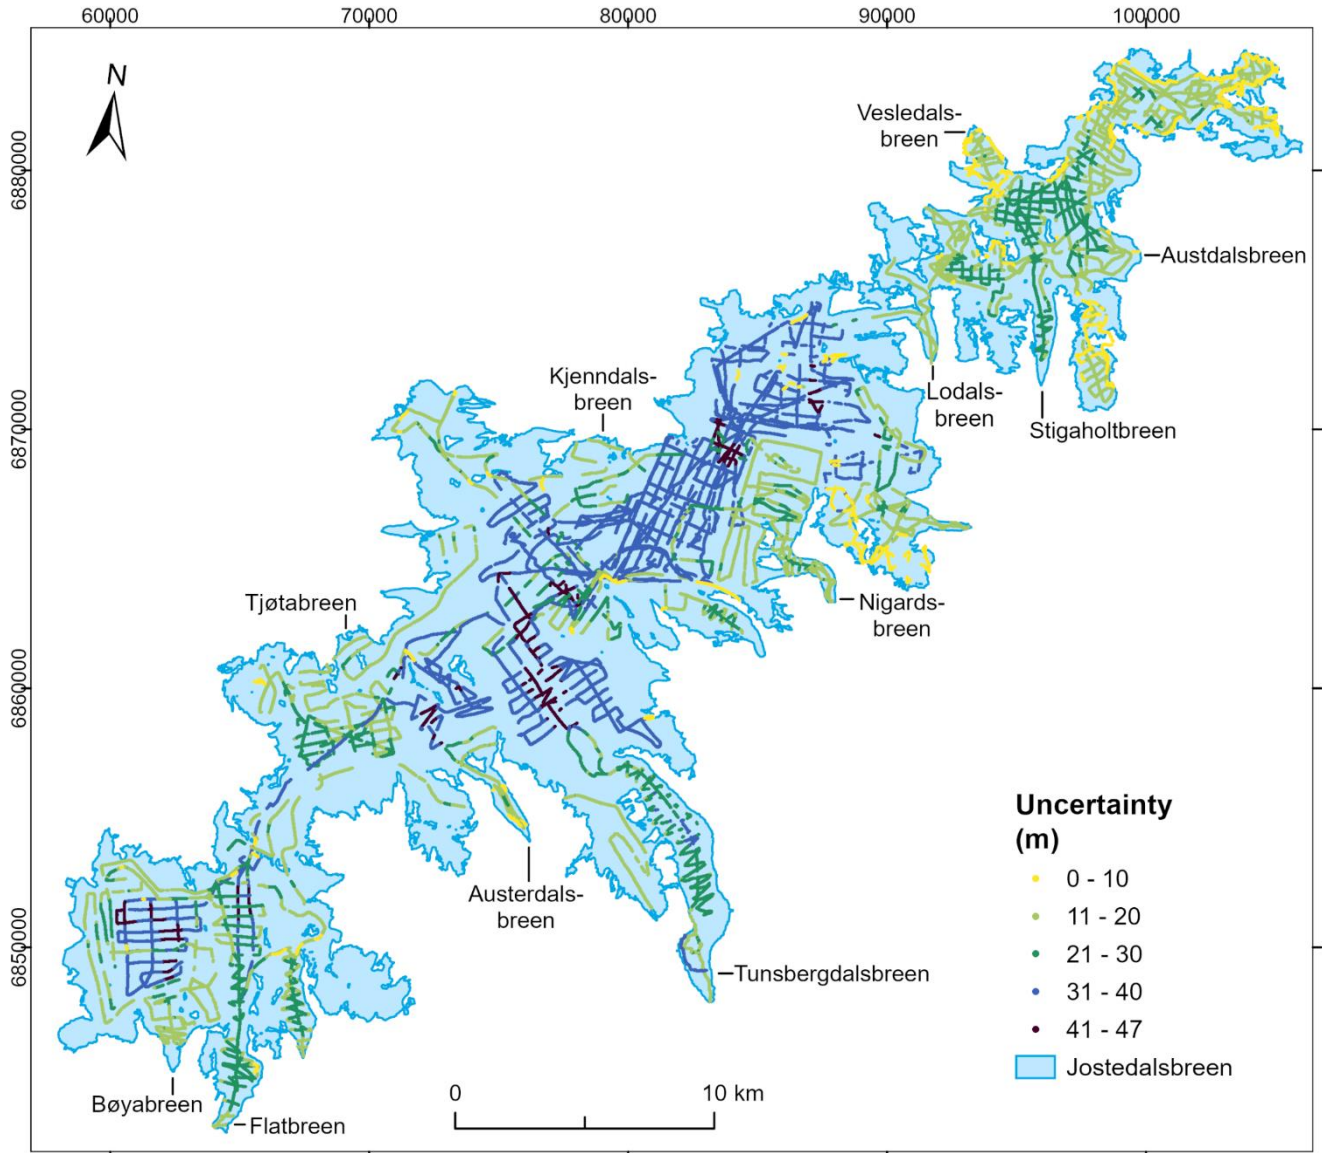 60000
70000
80000
90000
100000
N
Vesledals-
breen
6880000
Austdalsbreen
Kjenndals-
breen
Lodals-
breen
6870000
Stigaholtbreen
Tjøtabreen
Nigards-
breen
6860000
Uncertainty
(m)
0 - 10
11 - 20
21 - 30
31 - 40
41 - 47
Jostedalsbreen
Austerdals-
breen
6850000
Tunsbergdalsbreen
0
10 km
Bøyabreen
Flatbreen